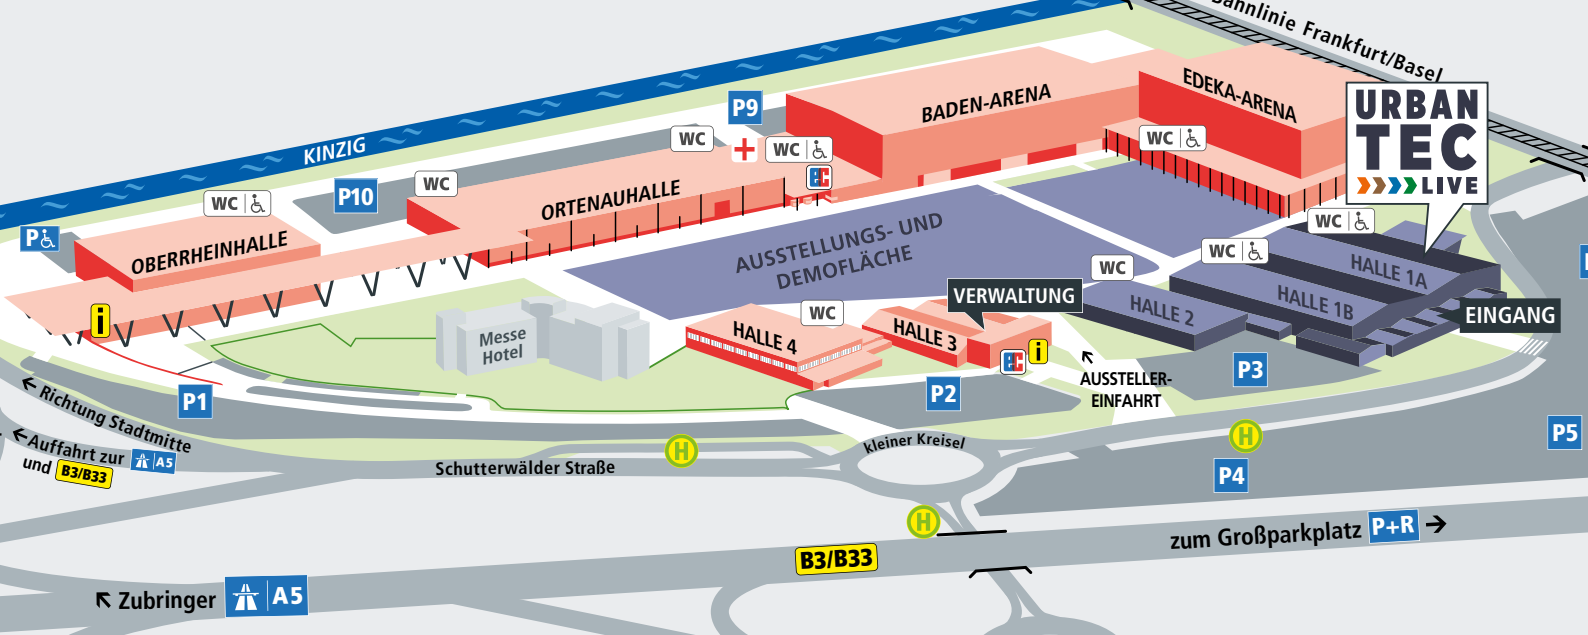 Bahnlinie Frankfurt/Basel
KINZIG
P9
WC
WC
WC
P10
WC
P
WC
OBERRHEINHALLE
ORTENAUHALLE
EC
BADEN-ARENA
EDEKA-ARENA
URBAN
TEC
LIVE
WC
WC
WC
AUSSTELLUNGS- UND
DEMOFLÄCHE
HALLE 1A
HALLE 1B
HALLE 2
VERWALTUNG
EINGANG
WC
HALLE 4
HALLE 3
EC
i
i
Messe
Hotel
AUSSTELLER-
EINFAHRT
P3
P2
P1
Richtung Stadtmitte
Auffahrt zur A5
und B3/B33
Schutterwälder Straße
H
kleiner Kreisel
H
P4
P5
H
B3/B33
zum Großparkplatz P+R
Zubringer A5